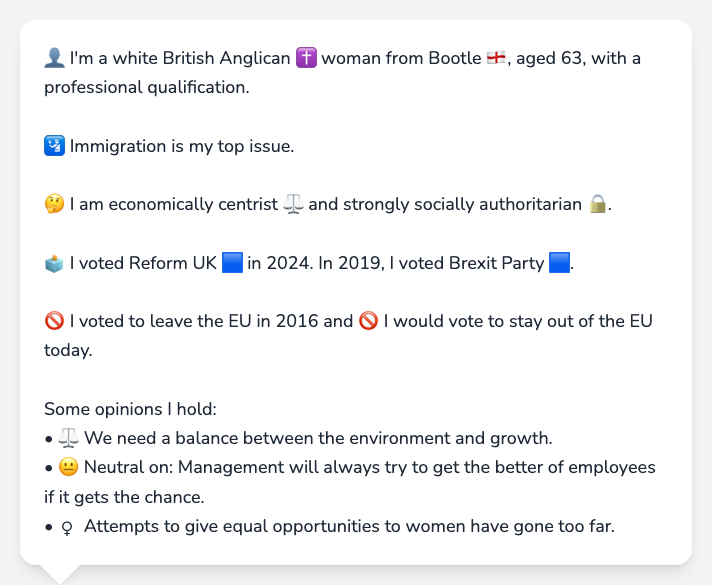 👤 I'm a white British Anglican ✝️ woman from Bootle 🏴󠁧󠁢󠁥󠁮󠁧󠁿, aged 63, with a
professional qualification.
🛂 Immigration is my top issue.
🤔 I am economically centrist ⚖️ and strongly socially authoritarian 🔒.
🗳️ I voted Reform UK 🟦 in 2024. In 2019, I voted Brexit Party 🟦.
🚫 I voted to leave the EU in 2016 and 🚫 I would vote to stay out of the EU
today.
Some opinions I hold:
• ⚖️ We need a balance between the environment and growth.
• 😐 Neutral on: Management will always try to get the better of employees
if it gets the chance.
• ♀ Attempts to give equal opportunities to women have gone too far.